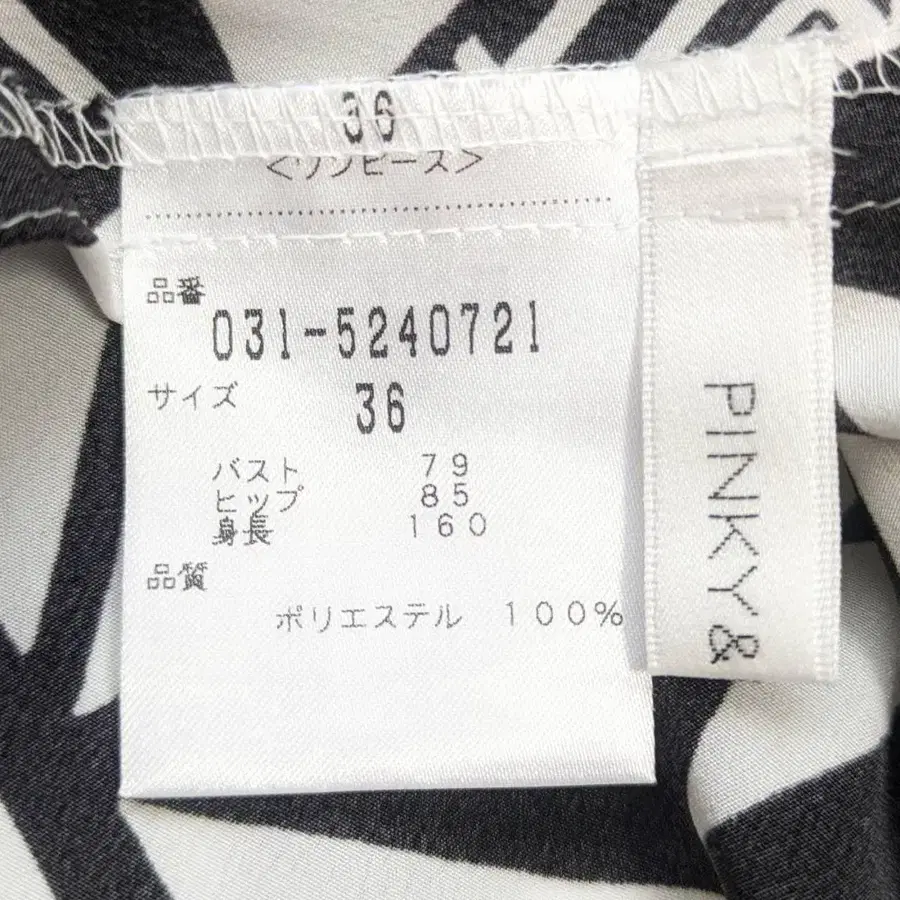 36
<ワンピース>
品番
031-5240721
サイズ 36
バスト 79
ヒップ 85
身長 160
品質
ポリエステル 100%
PINKY&